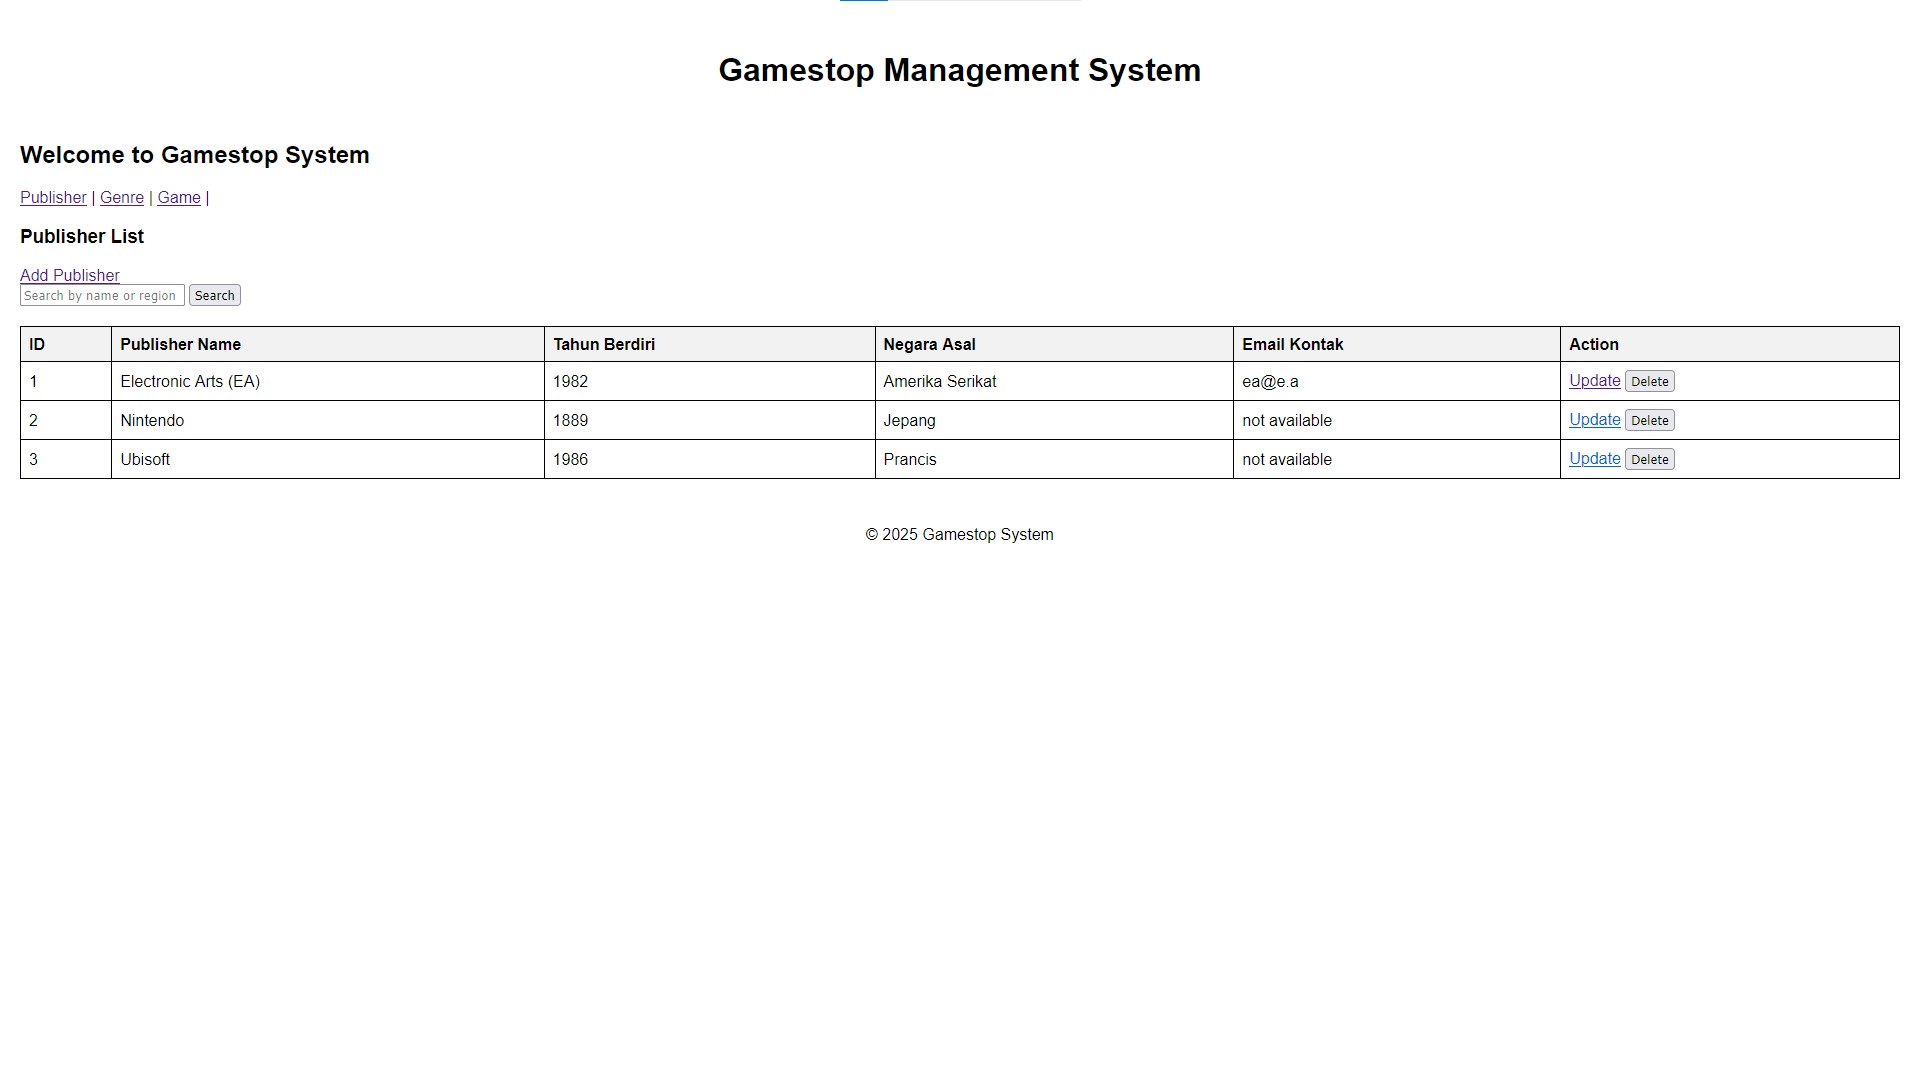 Gamestop Management System
Welcome to Gamestop System
Publisher | Genre | Game |
Publisher List
Add Publisher
Search by name or region Search
ID Publisher Name Tahun Berdiri Negara Asal Email Kontak Action
1 Electronic Arts (EA) 1982 Amerika Serikat ea@e.a Update Delete
2 Nintendo 1889 Jepang not available Update Delete
3 Ubisoft 1986 Prancis not available Update Delete
© 2025 Gamestop System